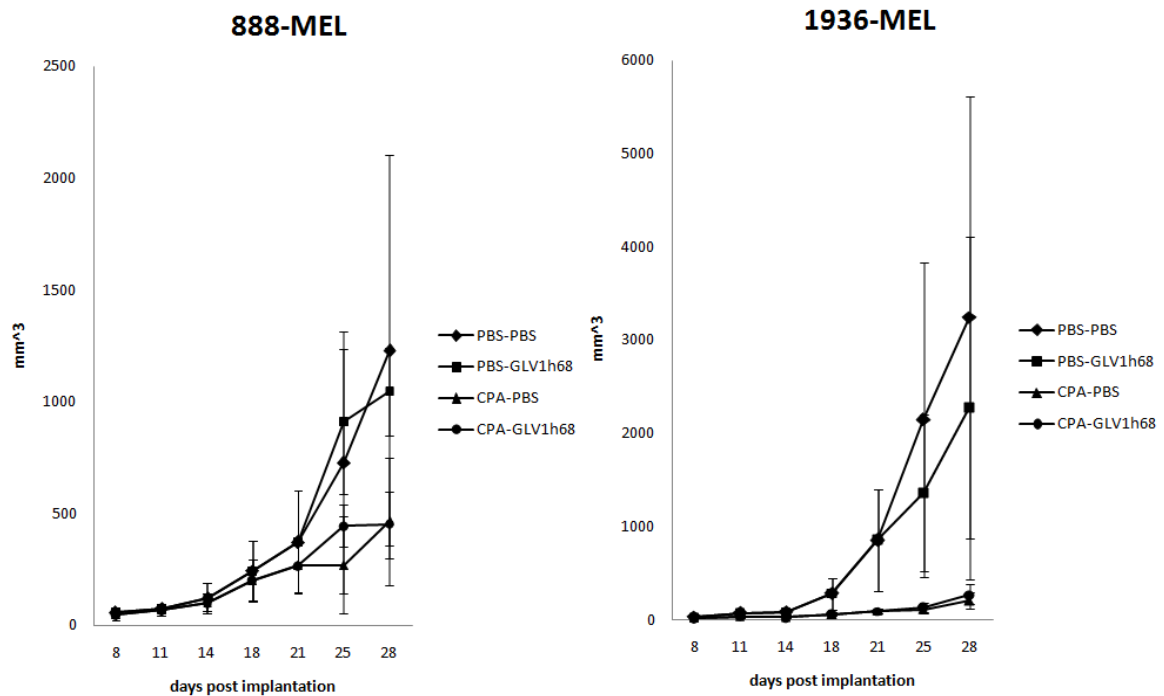 888-MEL
2500
2000
1500
1000
500
0
mm^3
8 11 14 18 21 25 28
days post implantation
PBS-PBS
PBS-GLV1h68
CPA-PBS
CPA-GLV1h68
1936-MEL
6000
5000
4000
3000
2000
1000
0
mm^3
8 11 14 18 21 25 28
days post implantation
PBS-PBS
PBS-GLV1h68
CPA-PBS
CPA-GLV1h68